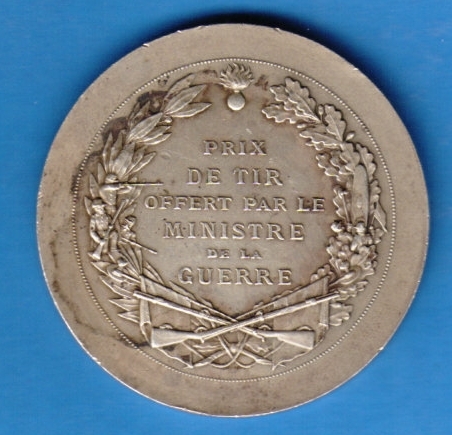 PRIX
DE TIR
OFFERT PAR LE
MINISTRE
DE LA
GUERRE